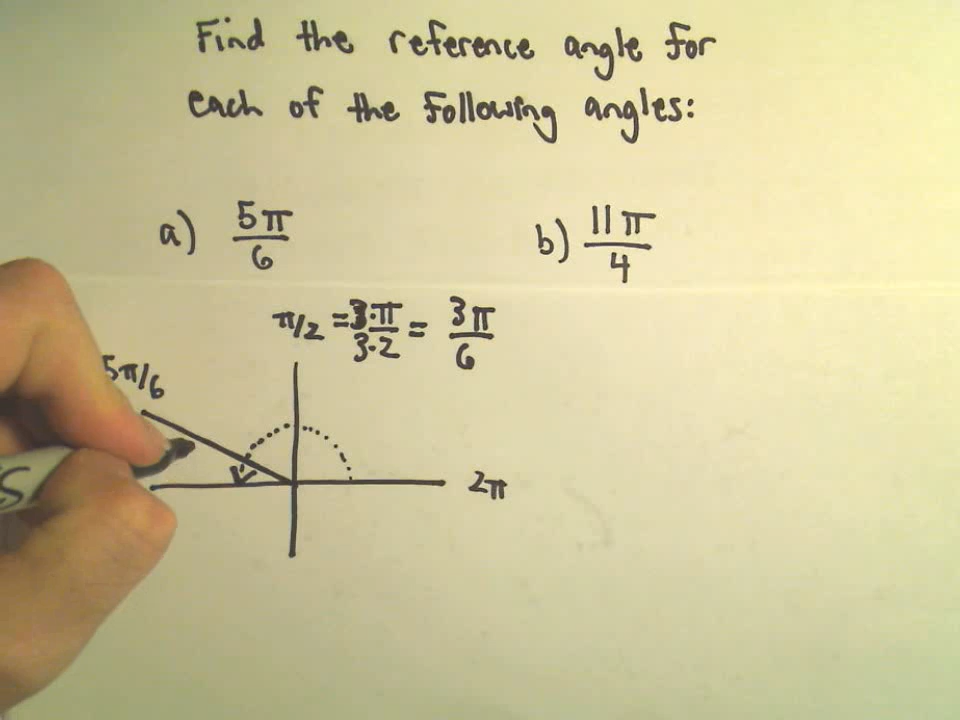 Find the reference angle for
each of the following angles:
a) 5π/6 b) 11π/4
π/2 = 3·π/3·2 = 3π/6
5π/6
2π